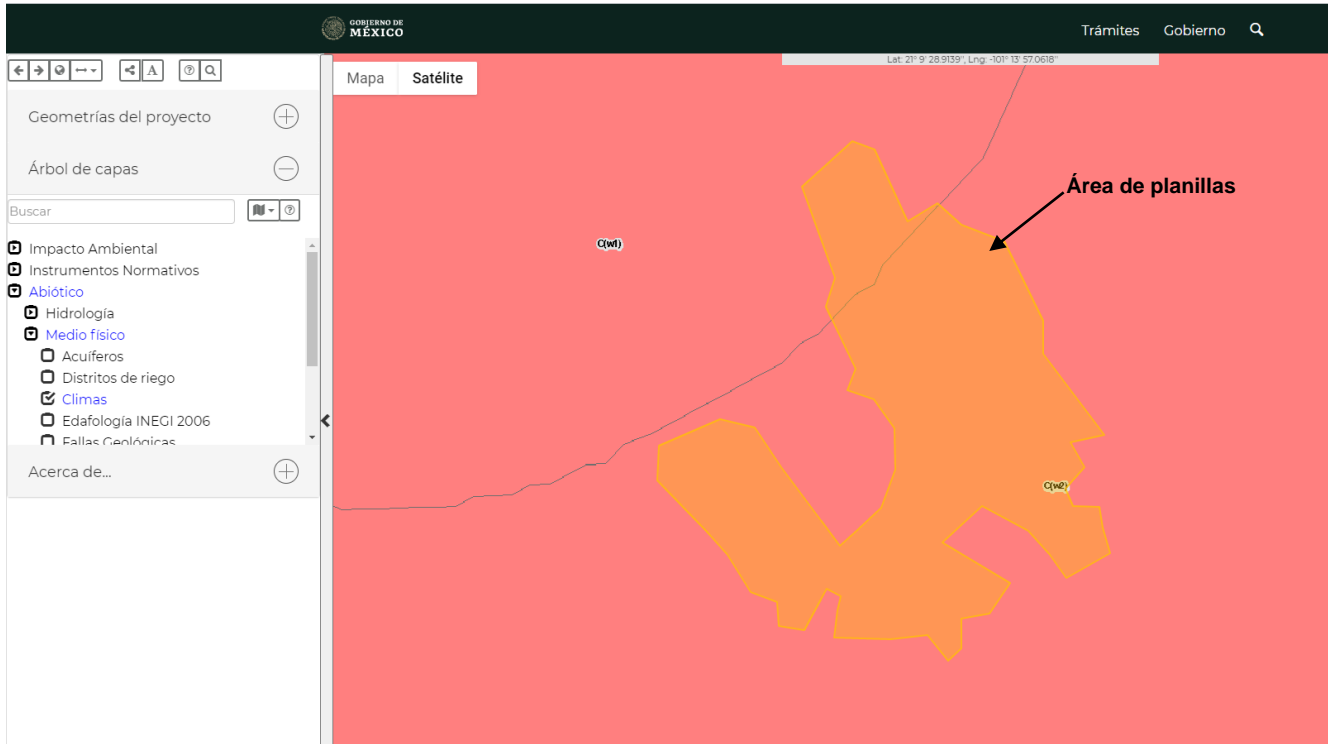 GOBIERNO DE
MÉXICO
Trámites Gobierno
Lat: 21° 9' 28.9139", Lng: -101° 13' 57.0618"
A
Geometrías del proyecto
Árbol de capas
Buscar
Impacto Ambiental
Instrumentos Normativos
Abiótico
Hidrología
Medio físico
Acuíferos
Distritos de riego
Climas
Edafología INEGI 2006
Fallas Geológicas
Acerca de...
Mapa Satélite
Área de planillas
C(w1)
C(w2)